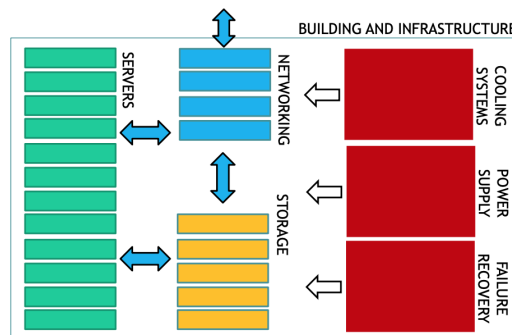 BUILDING AND INFRASTRUCTURE
SERVERS
NETWORKING
STORAGE
COOLING
SYSTEMS
POWER
SUPPLY
FAILURE
RECOVERY